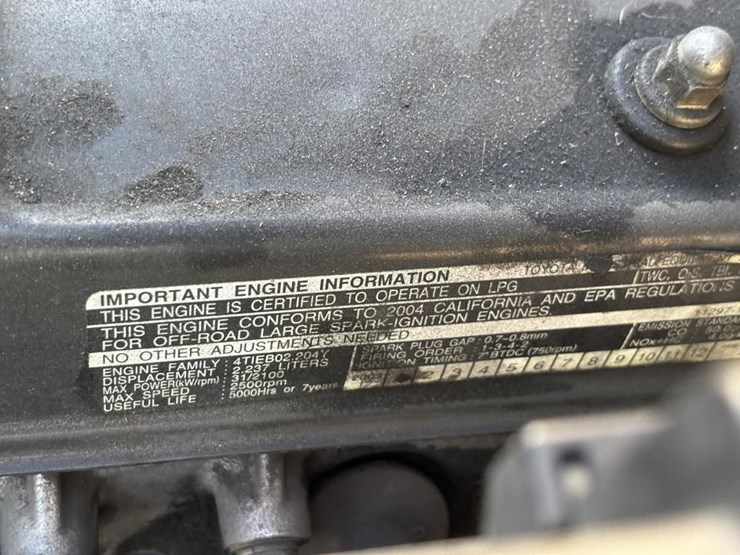 IMPORTANT ENGINE INFORMATION
TOYOTA
THIS ENGINE IS CERTIFIED TO OPERATE ON LPG
TWC, O2S, TBI
THIS ENGINE CONFORMS TO 2004 CALIFORNIA AND EPA REGULATIONS
FOR OFF-ROAD LARGE SPARK-IGNITION ENGINES.
NO OTHER ADJUSTMENTS NEEDED
ENGINE FAMILY : 4TIEB02.204Y
DISPLACEMENT : 2.237 LITERS
MAX POWER(kW/rpm) : 31/2100
MAX SPEED : 2500rpm
USEFUL LIFE : 5000Hrs or 7years
SPARK PLUG GAP : 0.7-0.8mm
FIRING ORDER : 1-3-4-2
IGNITION TIMING : 7°BTDC (750rpm)
2 3 4 5 6 7 8 9 10 11 12
EMISSION
CO
NOx+